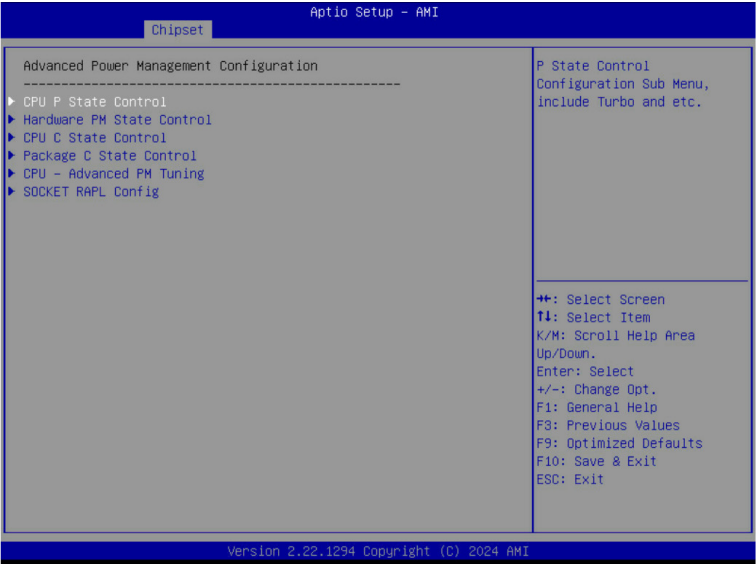 Aptio Setup – AMI
Chipset
Advanced Power Management Configuration
--------------------------------------------------
▶ CPU P State Control
▶ Hardware PM State Control
▶ CPU C State Control
▶ Package C State Control
▶ CPU – Advanced PM Tuning
▶ SOCKET RAPL Config
P State Control
Configuration Sub Menu,
include Turbo and etc.
→←: Select Screen
↑↓: Select Item
K/M: Scroll Help Area
Up/Down.
Enter: Select
+/-: Change Opt.
F1: General Help
F3: Previous Values
F9: Optimized Defaults
F10: Save & Exit
ESC: Exit
Version 2.22.1294 Copyright (C) 2024 AMI